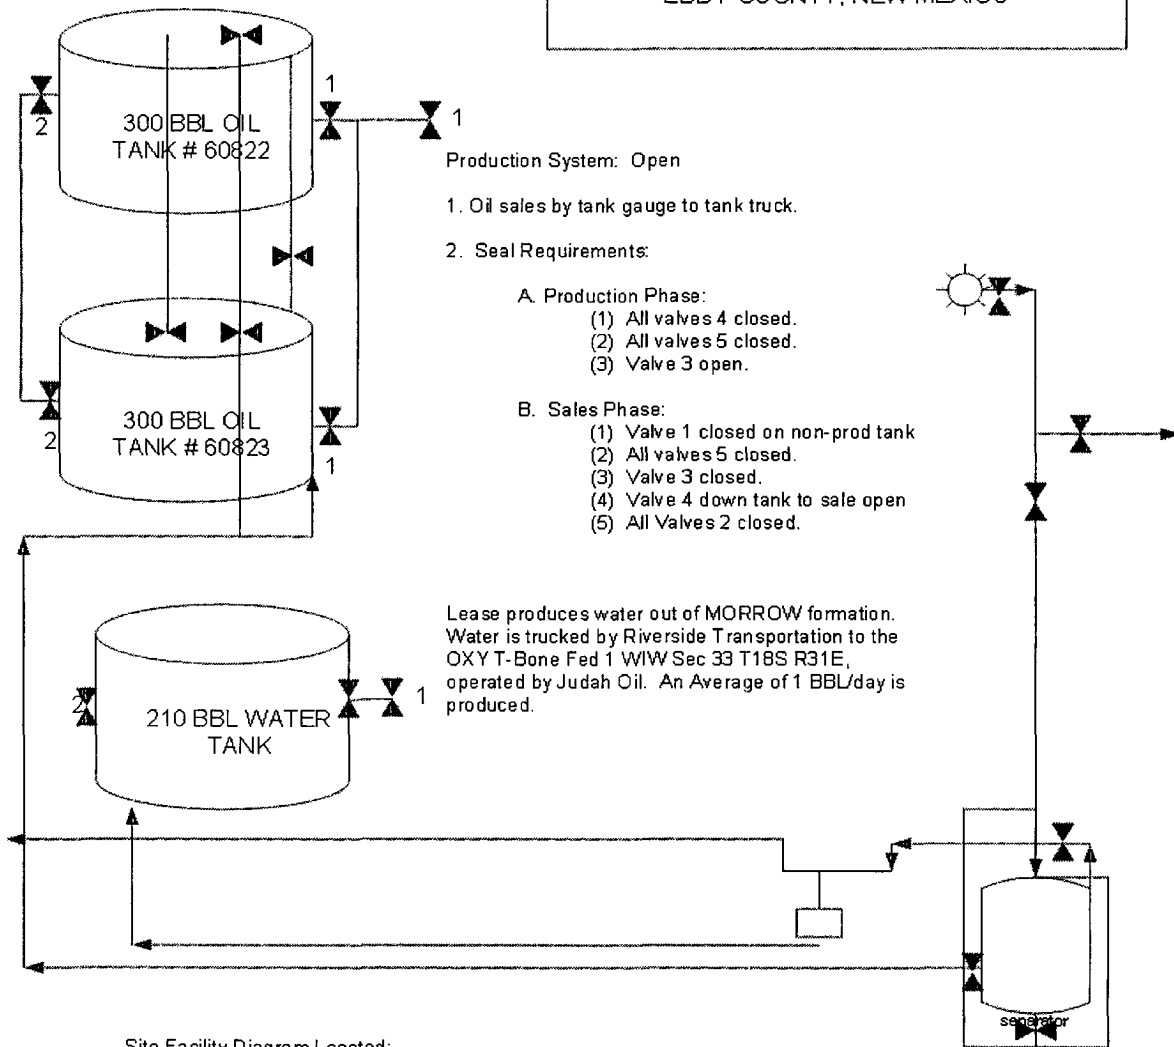 EDDY COUNTY, NEW MEXICO
1
2
300 BBL OIL
TANK # 60822
1
Production System: Open
1. Oil sales by tank gauge to tank truck.
2. Seal Requirements:
A. Production Phase:
(1) All valves 4 closed.
(2) All valves 5 closed.
(3) Valve 3 open.
B. Sales Phase:
(1) Valve 1 closed on non-prod tank
(2) All valves 5 closed.
(3) Valve 3 closed.
(4) Valve 4 down tank to sale open
(5) All Valves 2 closed.
300 BBL OIL
TANK # 60823
2
1
Lease produces water out of MORROW formation.
Water is trucked by Riverside Transportation to the
OXY T-Bone Fed 1 WIW Sec 33 T18S R31E,
operated by Judah Oil. An Average of 1 BBL/day is
produced.
2
1
210 BBL WATER
TANK
separator
Site Facility Diagram Located: